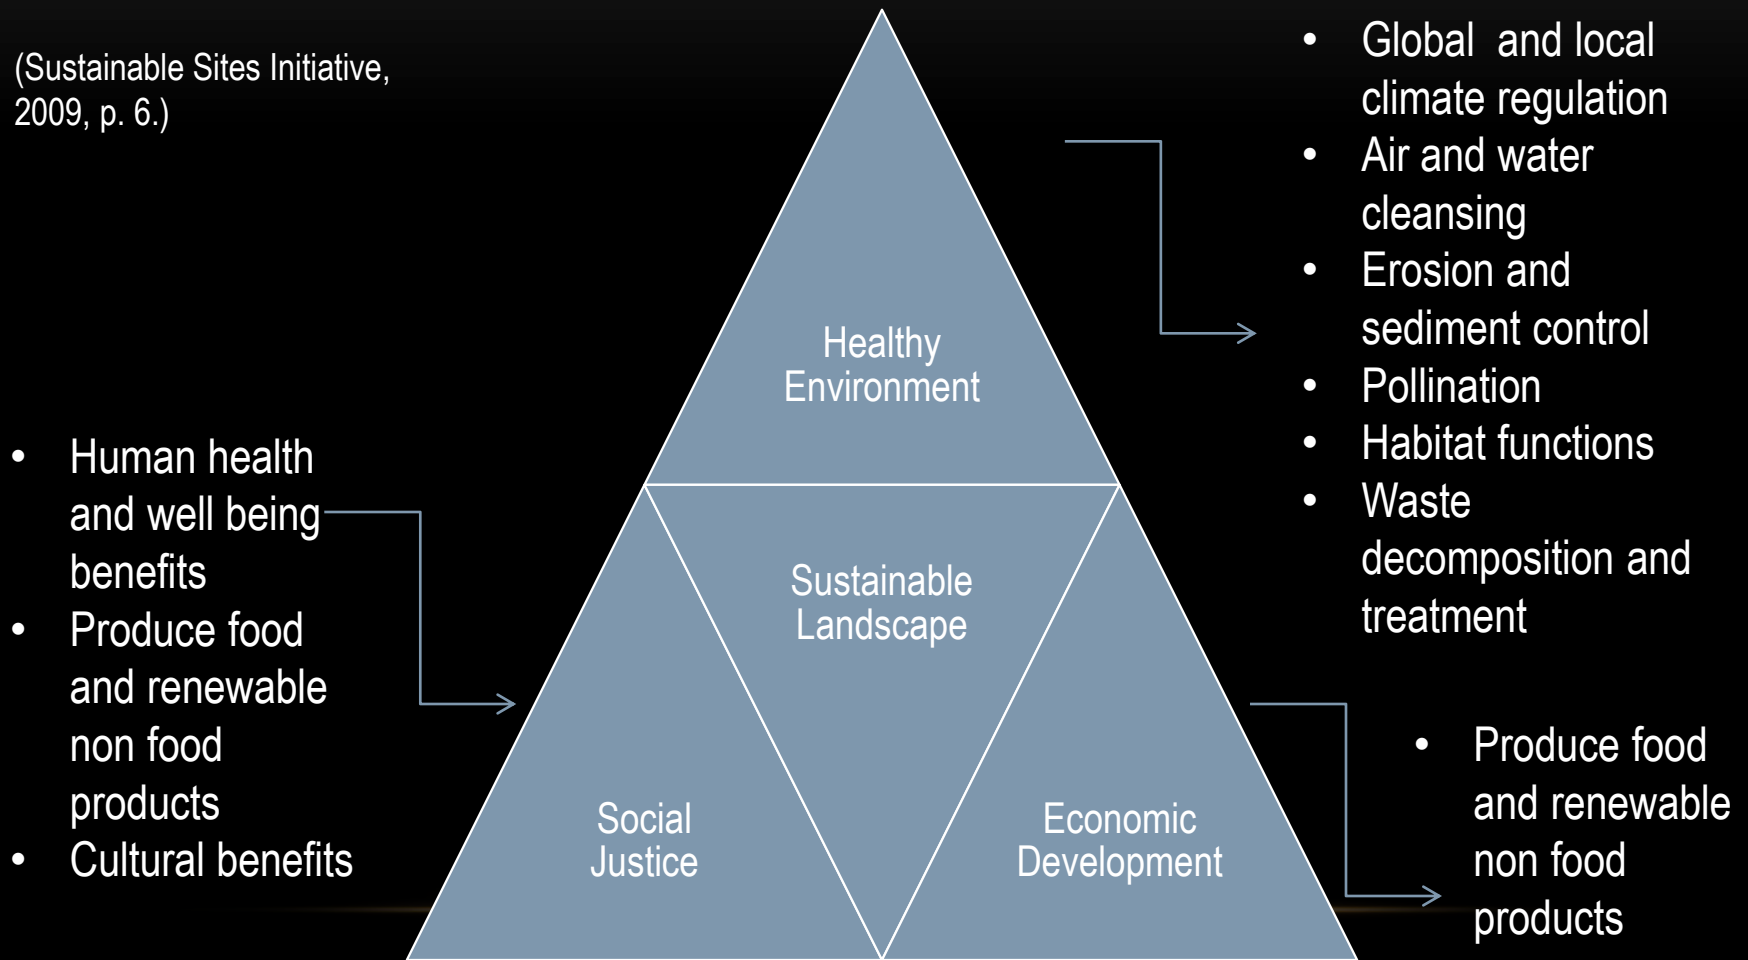 (Sustainable Sites Initiative,
2009, p. 6.)
• Global  and local
climate regulation
• Air and water
cleansing
• Erosion and
sediment control
• Pollination
• Habitat functions
• Waste
decomposition and
treatment
Healthy
Environment
• Human health
and well being
benefits
• Produce food
and renewable
non food
products
• Cultural benefits
Sustainable
Landscape
Social
Justice
Economic
Development
• Produce food
and renewable
non food
products